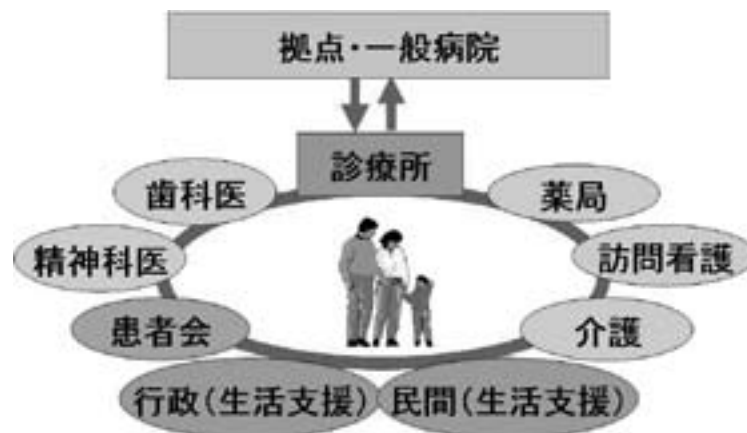 拠点・一般病院
診療所
歯科医
薬局
精神科医
訪問看護
患者会
介護
行政(生活支援)
民間(生活支援)